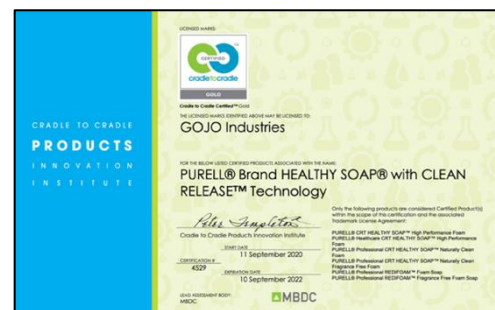 CRADLE TO CRADLE
PRODUCTS
INNOVATION
INSTITUTE
LICENSED MARKS:
CERTIFIED
cradletocradle
GOLD
Cradle to Cradle Certified™ Gold
THE LICENSED MARKS IDENTIFIED ABOVE MAY BE LICENSED TO:
GOJO Industries
FOR THE BELOW LISTED CERTIFIED PRODUCTS ASSOCIATED WITH THE NAME:
PURELL® Brand HEALTHY SOAP® with CLEAN
RELEASE™ Technology
Peter Templeton
Cradle to Cradle Products Innovation Institute
START DATE
11 September 2020
CERTIFICATION #
4529
EXPIRATION DATE
10 September 2022
LEAD ASSESSMENT BODY:
MBDC
MBDC
Only the following products are considered Certified Product(s)
within the scope of this certification and the associated
Trademark License Agreement:
PURELL® CRT HEALTHY SOAP™ High Performance Foam
PURELL® Healthcare CRT HEALTHY SOAP™ High Performance
Foam
PURELL® Professional CRT HEALTHY SOAP™ Naturally Clean
Foam
PURELL® Professional CRT HEALTHY SOAP™ Naturally Clean
Fragrance Free Foam
PURELL® Professional REDIFOAM™ Foam Soap
PURELL® Professional REDIFOAM™ Fragrance Free Foam Soap